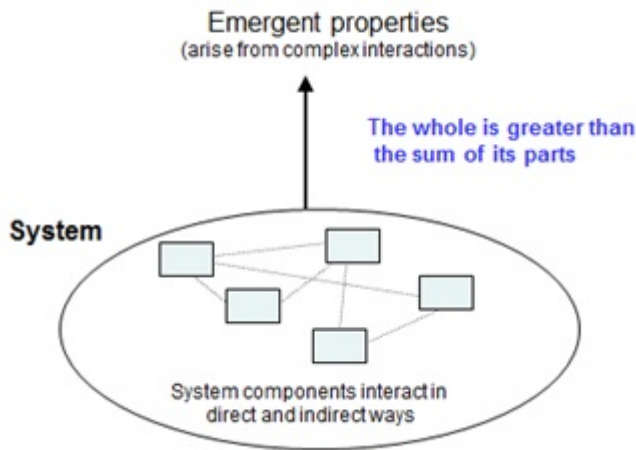 Emergent properties
(arise from complex interactions)
The whole is greater than
the sum of its parts
System
System components interact in
direct and indirect ways